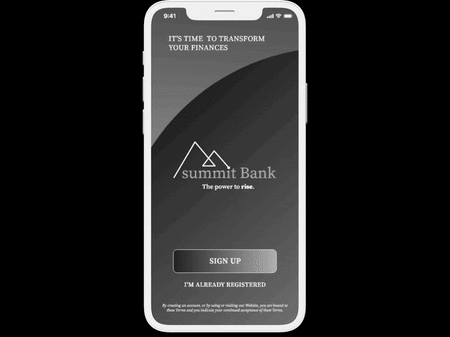 9:41
IT'S TIME TO TRANSFORM
YOUR FINANCES
summit Bank
The power to rise.
SIGN UP
I'M ALREADY REGISTERED
By creating an account, or by using or visiting our Website, you are bound to
these Terms and you indicate your continued acceptance of these Terms.